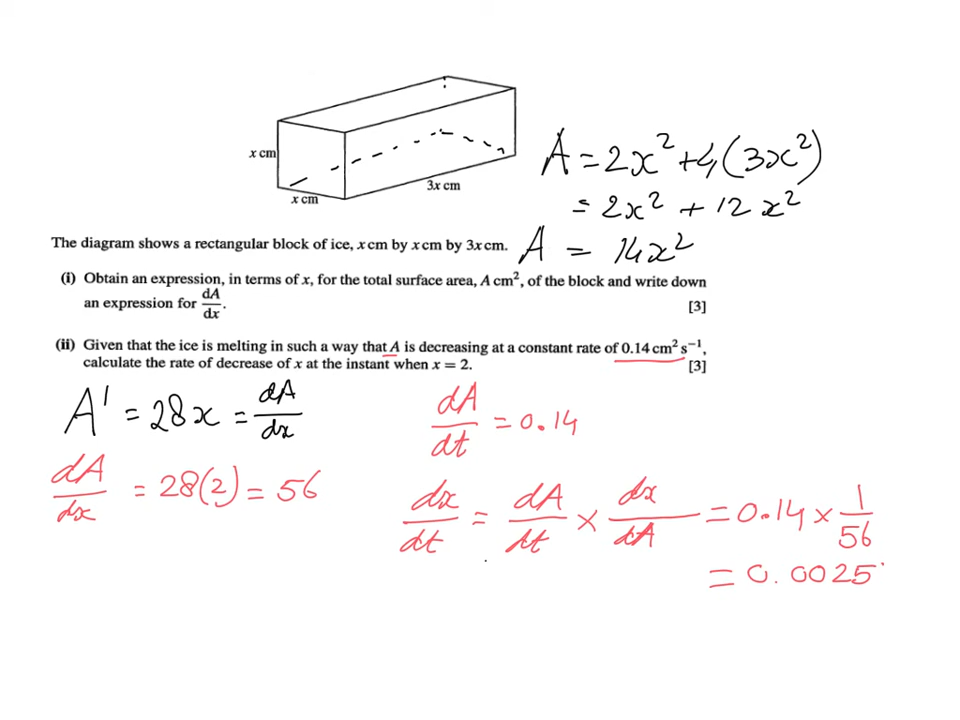 x cm
x cm
3x cm
A = 2x² + 4(3x²)
= 2x² + 12x²
A = 14x²
The diagram shows a rectangular block of ice, x cm by x cm by 3x cm.
(i) Obtain an expression, in terms of x, for the total surface area, A cm², of the block and write down
an expression for dA/dx. [3]
(ii) Given that the ice is melting in such a way that A is decreasing at a constant rate of 0.14 cm² s⁻¹,
calculate the rate of decrease of x at the instant when x = 2. [3]
A' = 28x = dA/dx
dA/dt = 0.14
dA/dx = 28(2) = 56
dx/dt = dA/dt × dx/dA = 0.14 × 1/56
= 0.0025